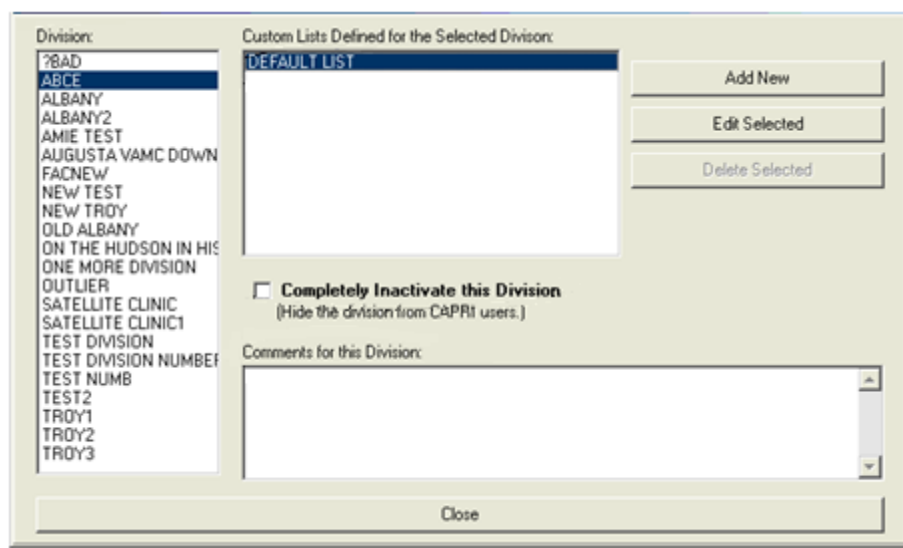 Division:
?BAD
ABCE
ALBANY
ALBANY2
AMIE TEST
AUGUSTA VAMC DOWN
FACNEW
NEW TEST
NEW TROY
OLD ALBANY
ON THE HUDSON IN HIS
ONE MORE DIVISION
OUTLIER
SATELLITE CLINIC
SATELLITE CLINIC1
TEST DIVISION
TEST DIVISION NUMBER
TEST NUMB
TEST2
TROY1
TROY2
TROY3
Custom Lists Defined for the Selected Divison:
DEFAULT LIST
Add New
Edit Selected
Delete Selected
Completely Inactivate this Division
(Hide the division from CAPRI users.)
Comments for this Division:
Close